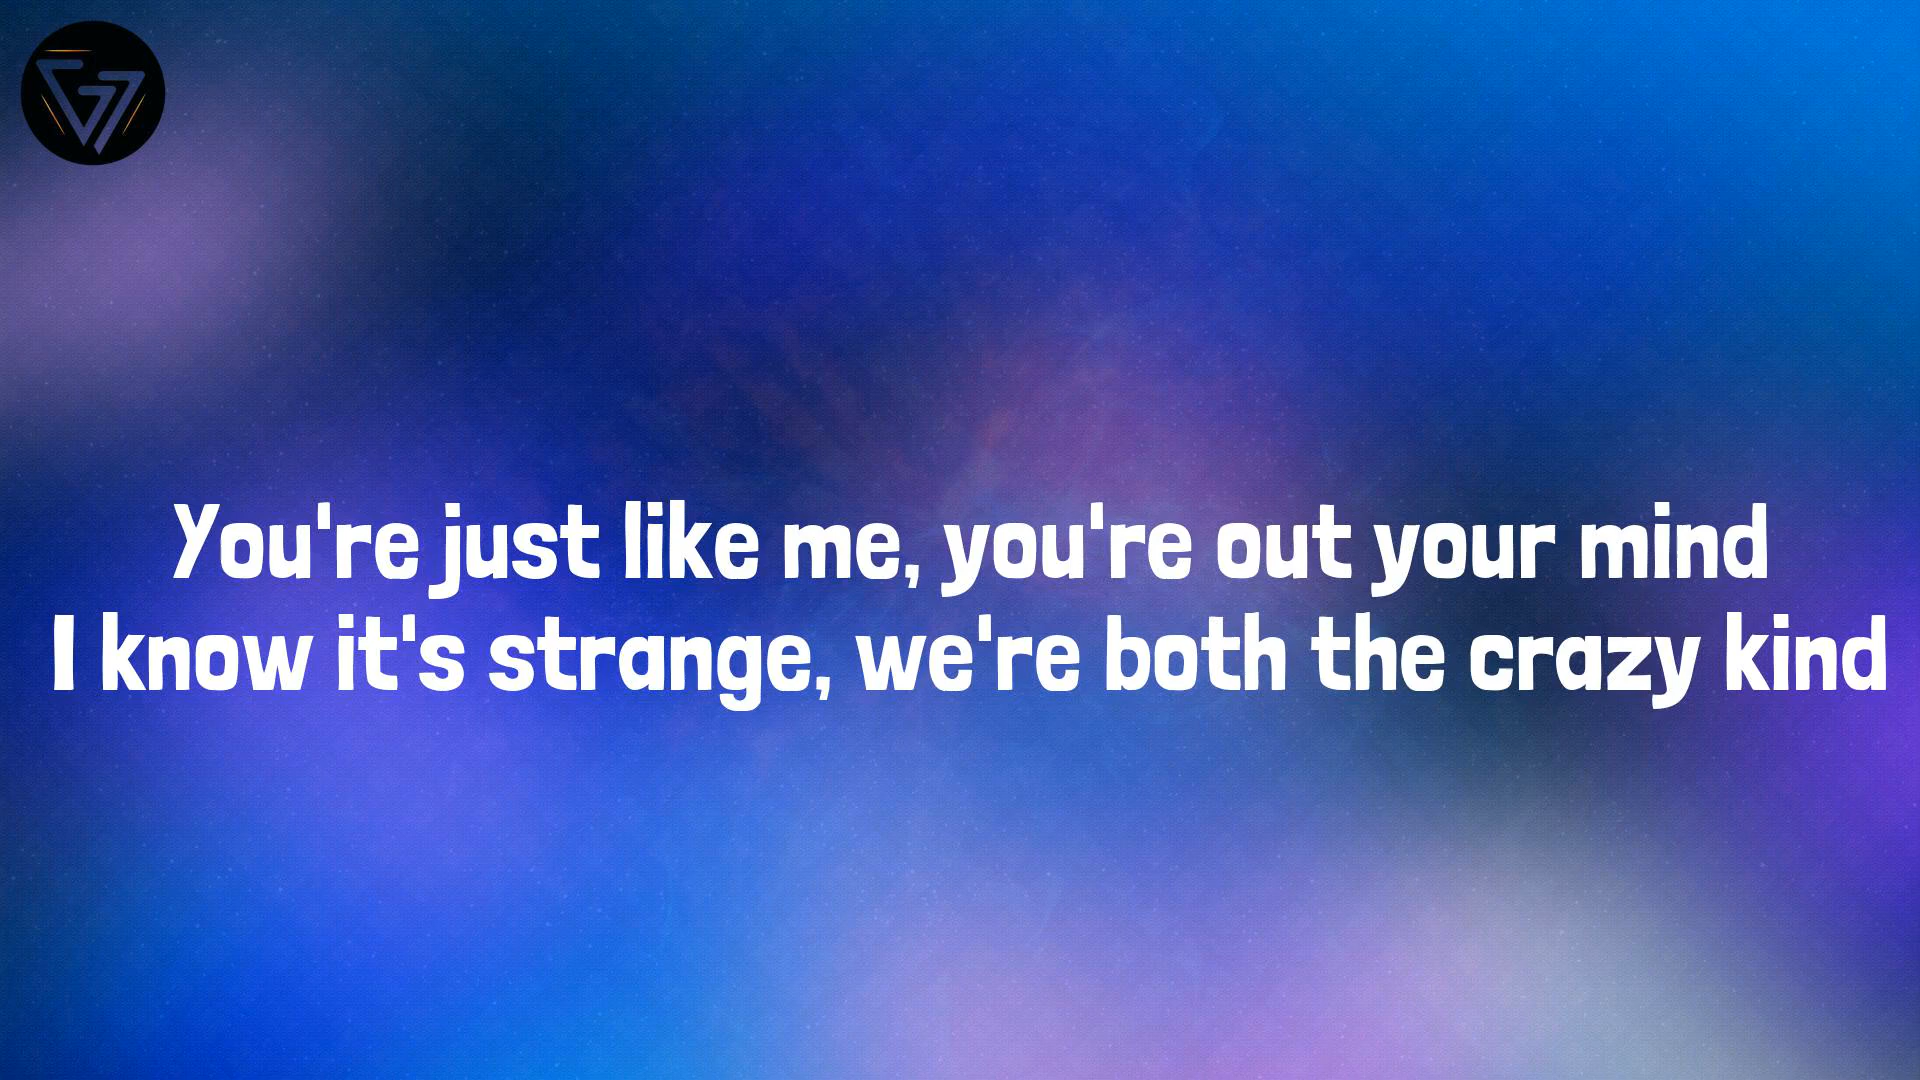 You're just like me, you're out your mind
I know it's strange, we're both the crazy kind